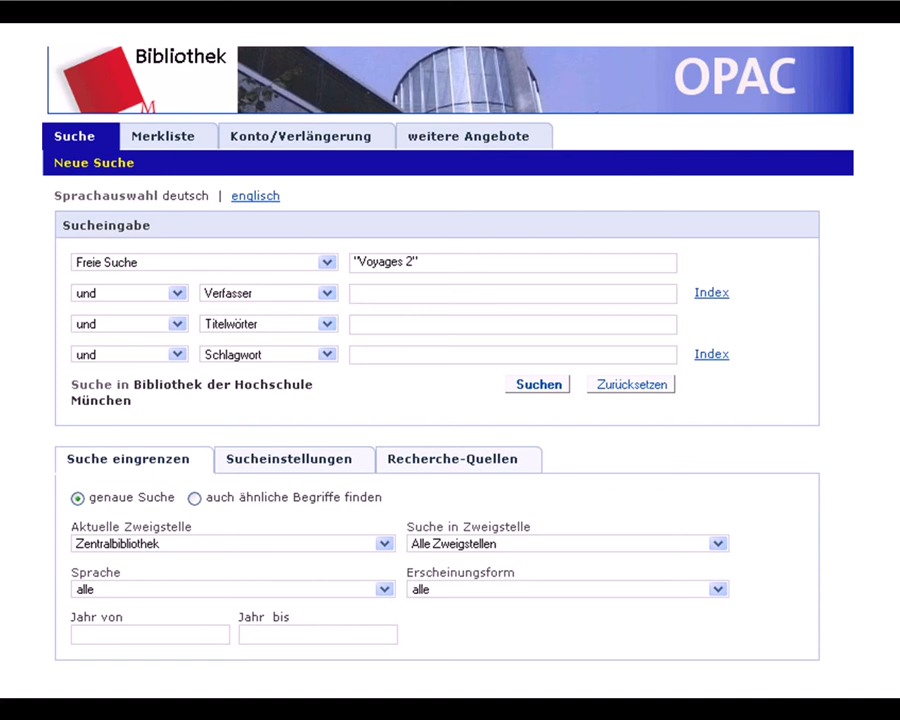 Bibliothek
M
OPAC
Suche Merkliste Konto/Verlängerung weitere Angebote
Neue Suche
Sprachauswahl deutsch | englisch
Sucheingabe
Freie Suche "Voyages 2"
und Verfasser Index
und Titelwörter
und Schlagwort Index
Suche in Bibliothek der Hochschule
München
Suchen Zurücksetzen
Suche eingrenzen Sucheinstellungen Recherche-Quellen
genaue Suche auch ähnliche Begriffe finden
Aktuelle Zweigstelle Suche in Zweigstelle
Zentralbibliothek Alle Zweigstellen
Sprache Erscheinungsform
alle alle
Jahr von Jahr bis